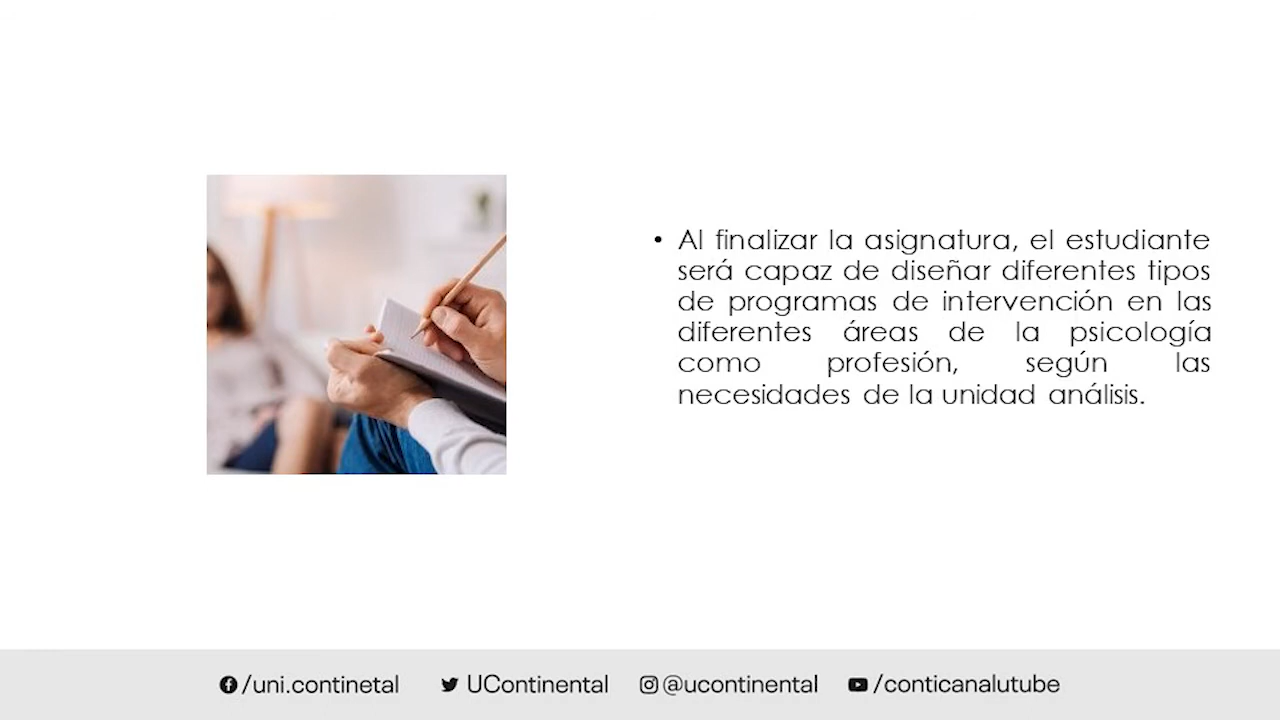 • Al finalizar la asignatura, el estudiante
será capaz de diseñar diferentes tipos
de programas de intervención en las
diferentes áreas de la psicología
como profesión, según las
necesidades de la unidad análisis.
/uni.continetal UContinental @ucontinental /conticanalutube